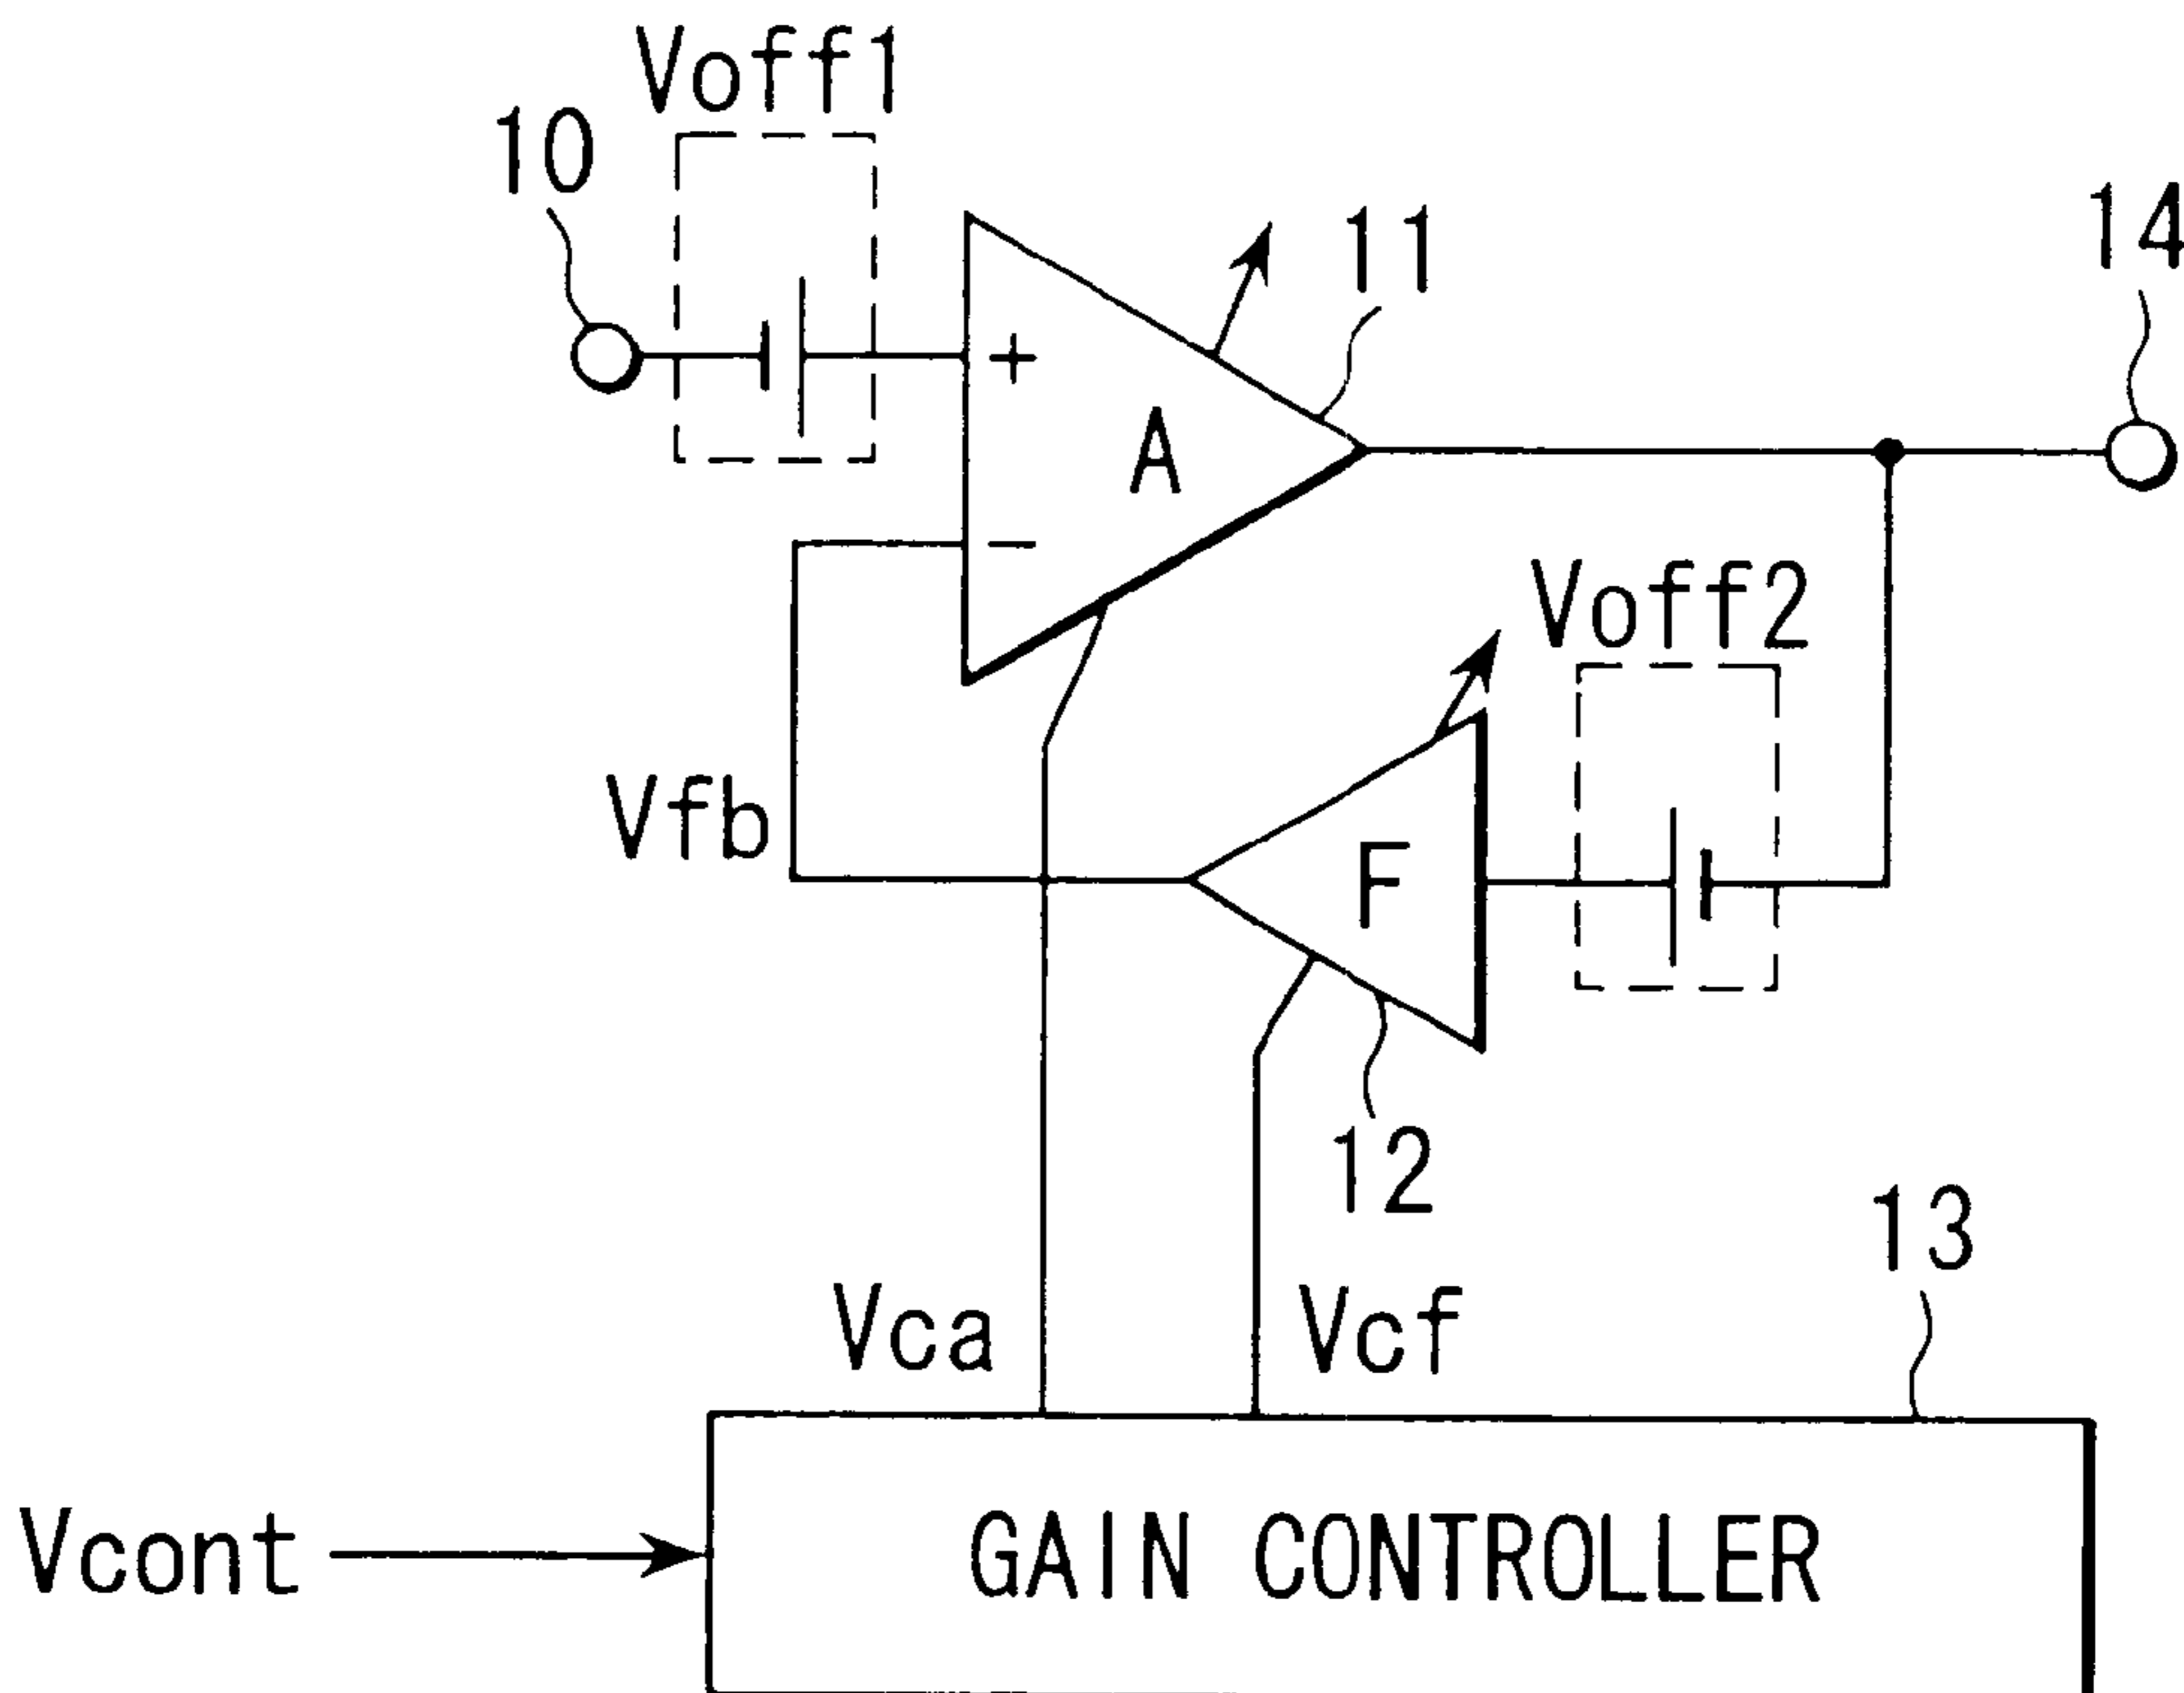 Voff1
10
11
14
+
A
−
Voff2
Vfb
F
12
13
Vca
Vcf
Vcont
GAIN CONTROLLER